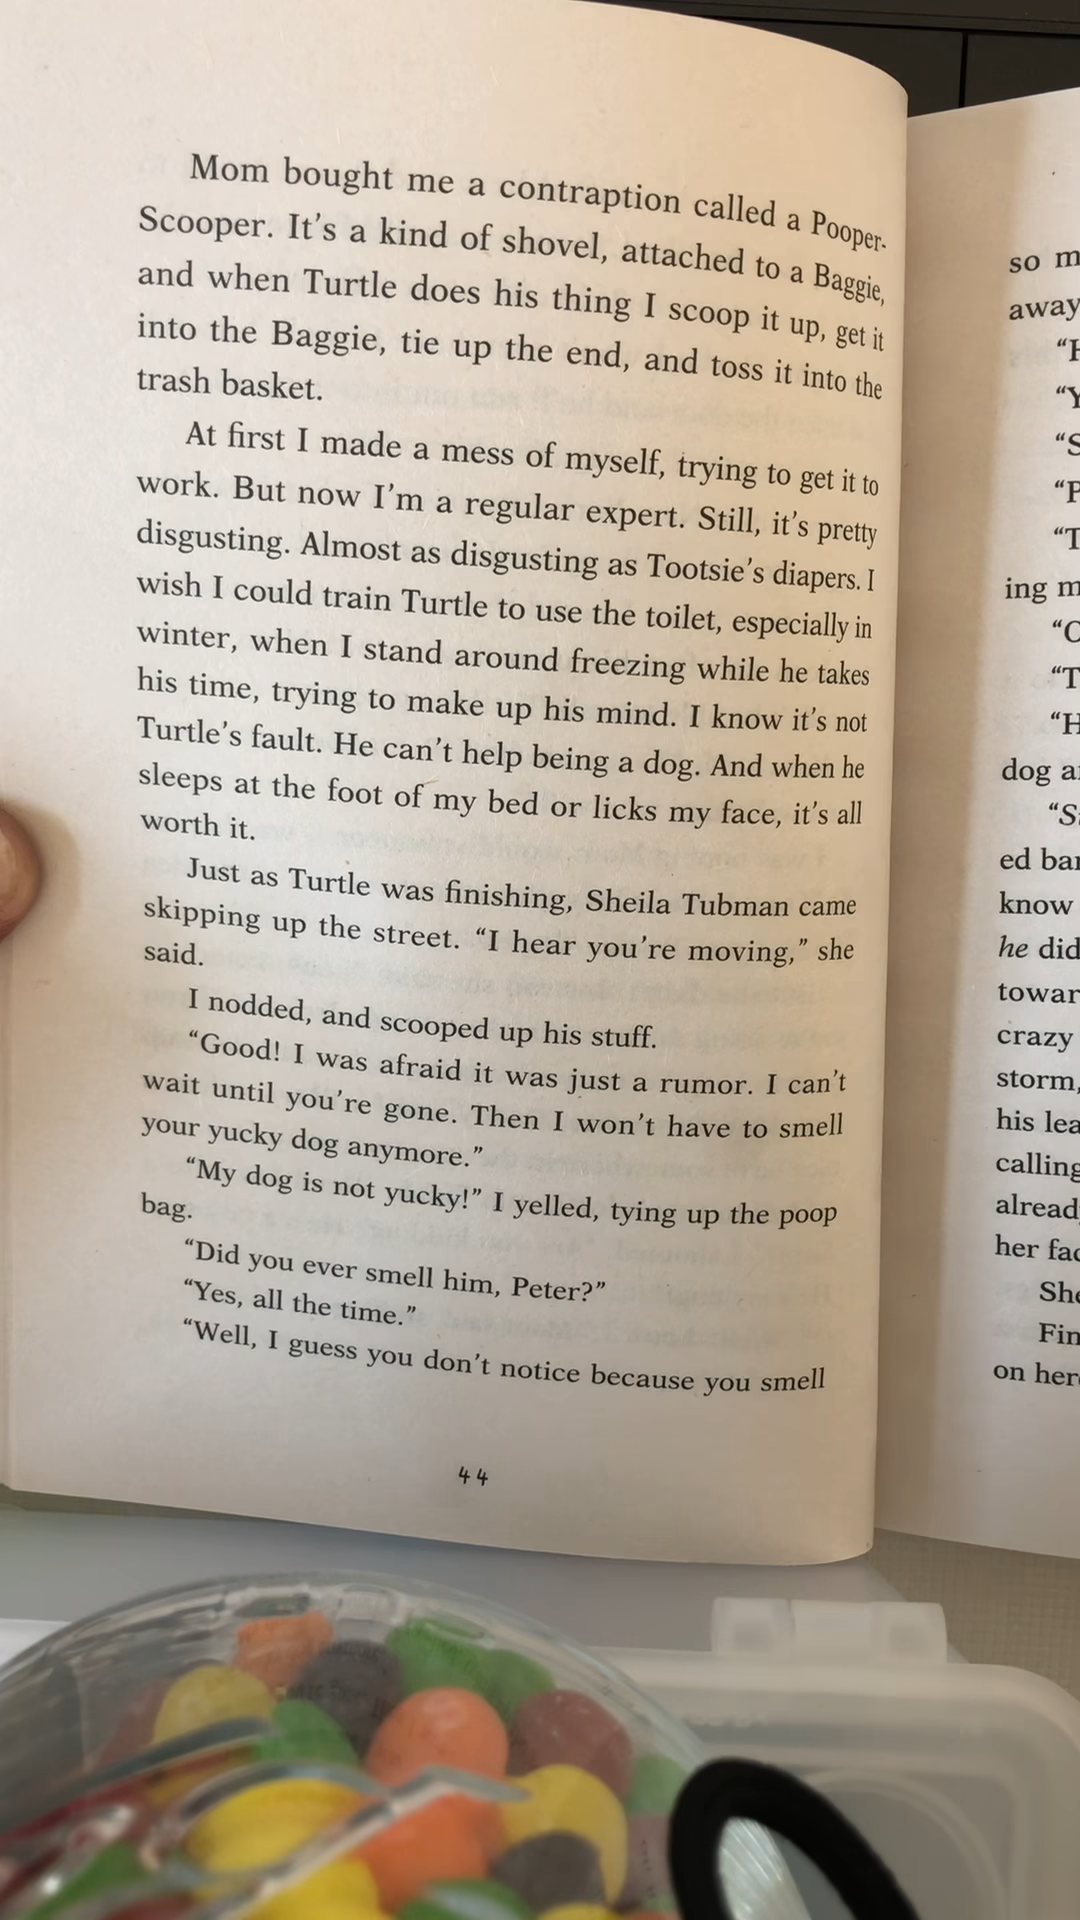 Mom bought me a contraption called a Pooper-
Scooper. It's a kind of shovel, attached to a Baggie,
and when Turtle does his thing I scoop it up, get it
into the Baggie, tie up the end, and toss it into the
trash basket.
At first I made a mess of myself, trying to get it to
work. But now I'm a regular expert. Still, it's pretty
disgusting. Almost as disgusting as Tootsie's diapers. I
wish I could train Turtle to use the toilet, especially in
winter, when I stand around freezing while he takes
his time, trying to make up his mind. I know it's not
Turtle's fault. He can't help being a dog. And when he
sleeps at the foot of my bed or licks my face, it's all
worth it.
Just as Turtle was finishing, Sheila Tubman came
skipping up the street. “I hear you're moving,” she
said.
I nodded, and scooped up his stuff.
“Good! I was afraid it was just a rumor. I can't
wait until you're gone. Then I won't have to smell
your yucky dog anymore.”
“My dog is not yucky!” I yelled, tying up the poop
bag.
“Did you ever smell him, Peter?”
“Yes, all the time.”
“Well, I guess you don't notice because you smell
44
so m
away
“H
“Y
“S
“P
“T
ing m
“O
“T
“H
dog a
“S
ed bar
know
he did
towar
crazy
storm,
his lea
calling
alread
her fac
She
Fin
on her